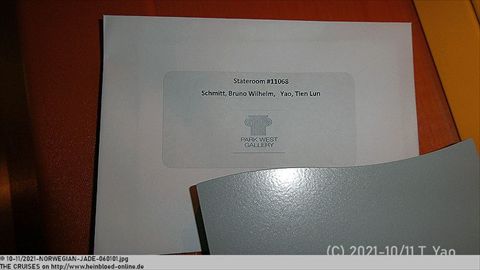 Stateroom #11068
Schmitt, Bruno Wilhelm, Yao, Tien Lun
PARK WEST
GALLERY
(C) 2021-10/11 T. Yao
© 10-11/2021-NORWEGIAN-JADE-060101.jpg
THE CRUISES on http://www.heinbloed-online.de